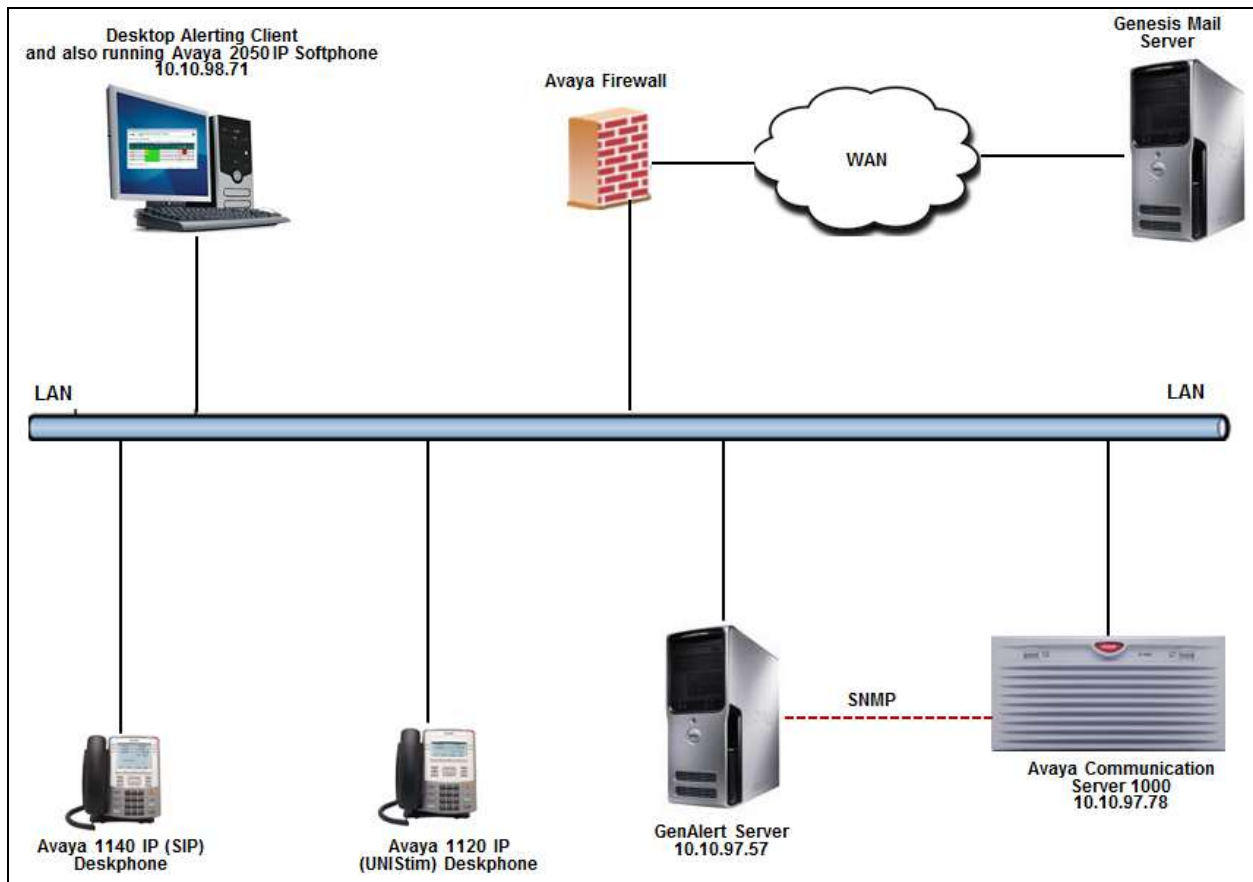 Desktop Alerting Client
and also running Avaya 2050 IP Softphone
10.10.98.71
Avaya Firewall
Genesis Mail
Server
WAN
LAN
LAN
SNMP
Avaya 1140 IP (SIP)
Deskphone
Avaya 1120 IP
(UNIStim) Deskphone
GenAlert Server
10.10.97.57
Avaya Communication
Server 1000
10.10.97.78